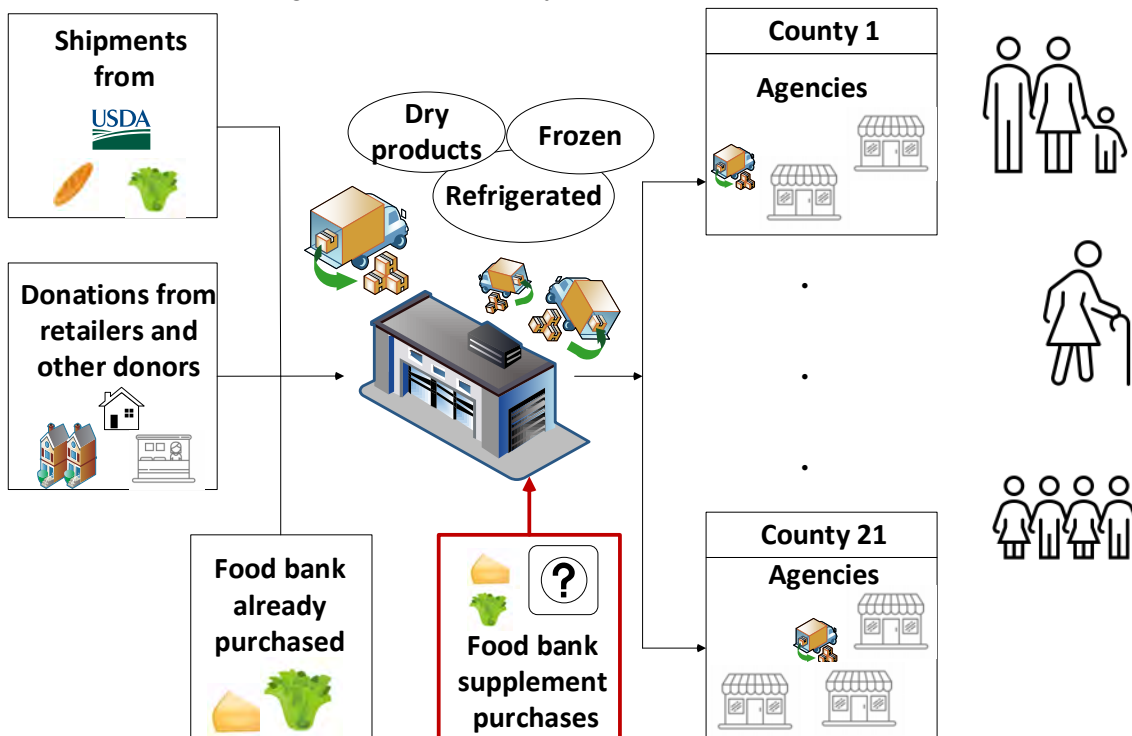 Shipments
from
USDA
Donations from
retailers and
other donors
Food bank
already
purchased
Dry
products
Frozen
Refrigerated
?
Food bank
supplement
purchases
County 1
Agencies
.
.
.
County 21
Agencies